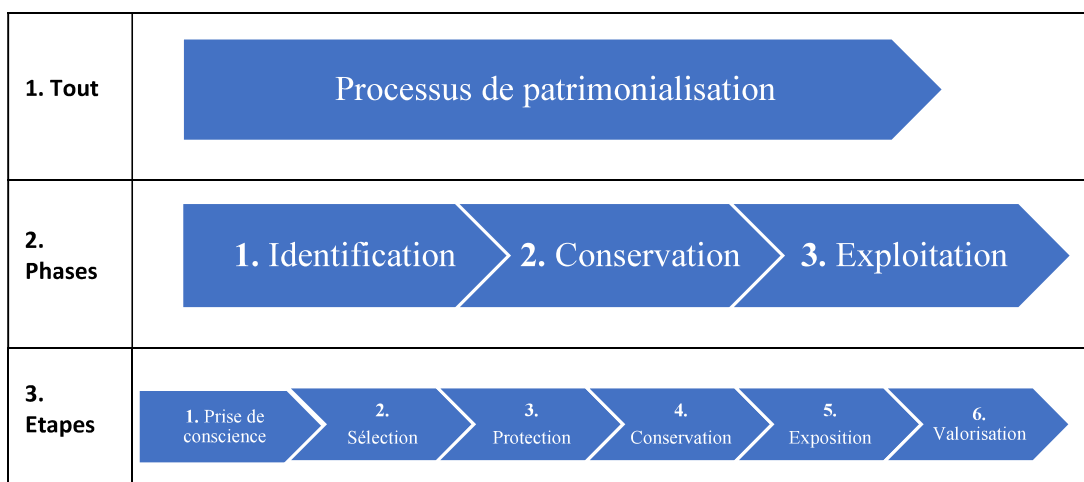 1. Tout
Processus de patrimonialisation
2.
Phases
1. Identification
2. Conservation
3. Exploitation
3.
Etapes
1. Prise de
conscience
2.
Sélection
3.
Protection
4.
Conservation
5.
Exposition
6.
Valorisation